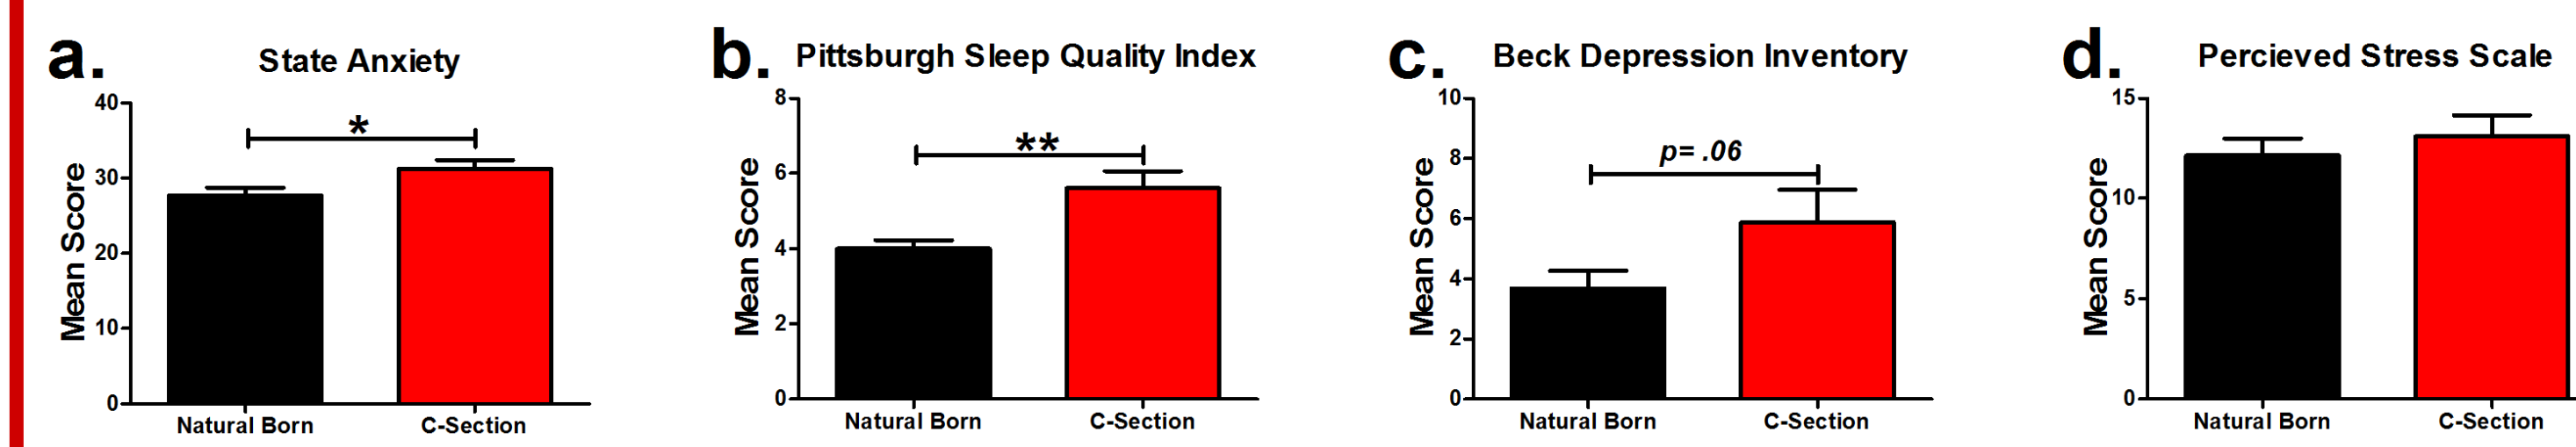 a.
State Anxiety
Mean Score
40
30
20
10
0
*
Natural Born
C-Section
b.
Pittsburgh Sleep Quality Index
Mean Score
8
6
4
2
0
**
Natural Born
C-Section
c.
Beck Depression Inventory
Mean Score
10
8
6
4
2
0
p= .06
Natural Born
C-Section
d.
Percieved Stress Scale
Mean Score
15
10
5
0
Natural Born
C-Section